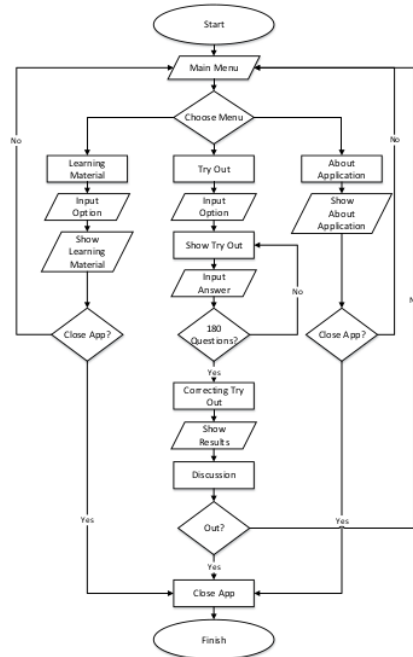 Start
Main Menu
No
No
Choose Menu
Learning
Material
Try Out
About
Application
Input
Option
Input
Option
Show
About
Application
Show
Learning
Material
Show Try Out
Input
Answer
No
Close App?
180
Questions?
Close App?
Yes
Correcting Try
Out
Show
Results
Discussion
Yes
Out?
Yes
Yes
Close App
Finish